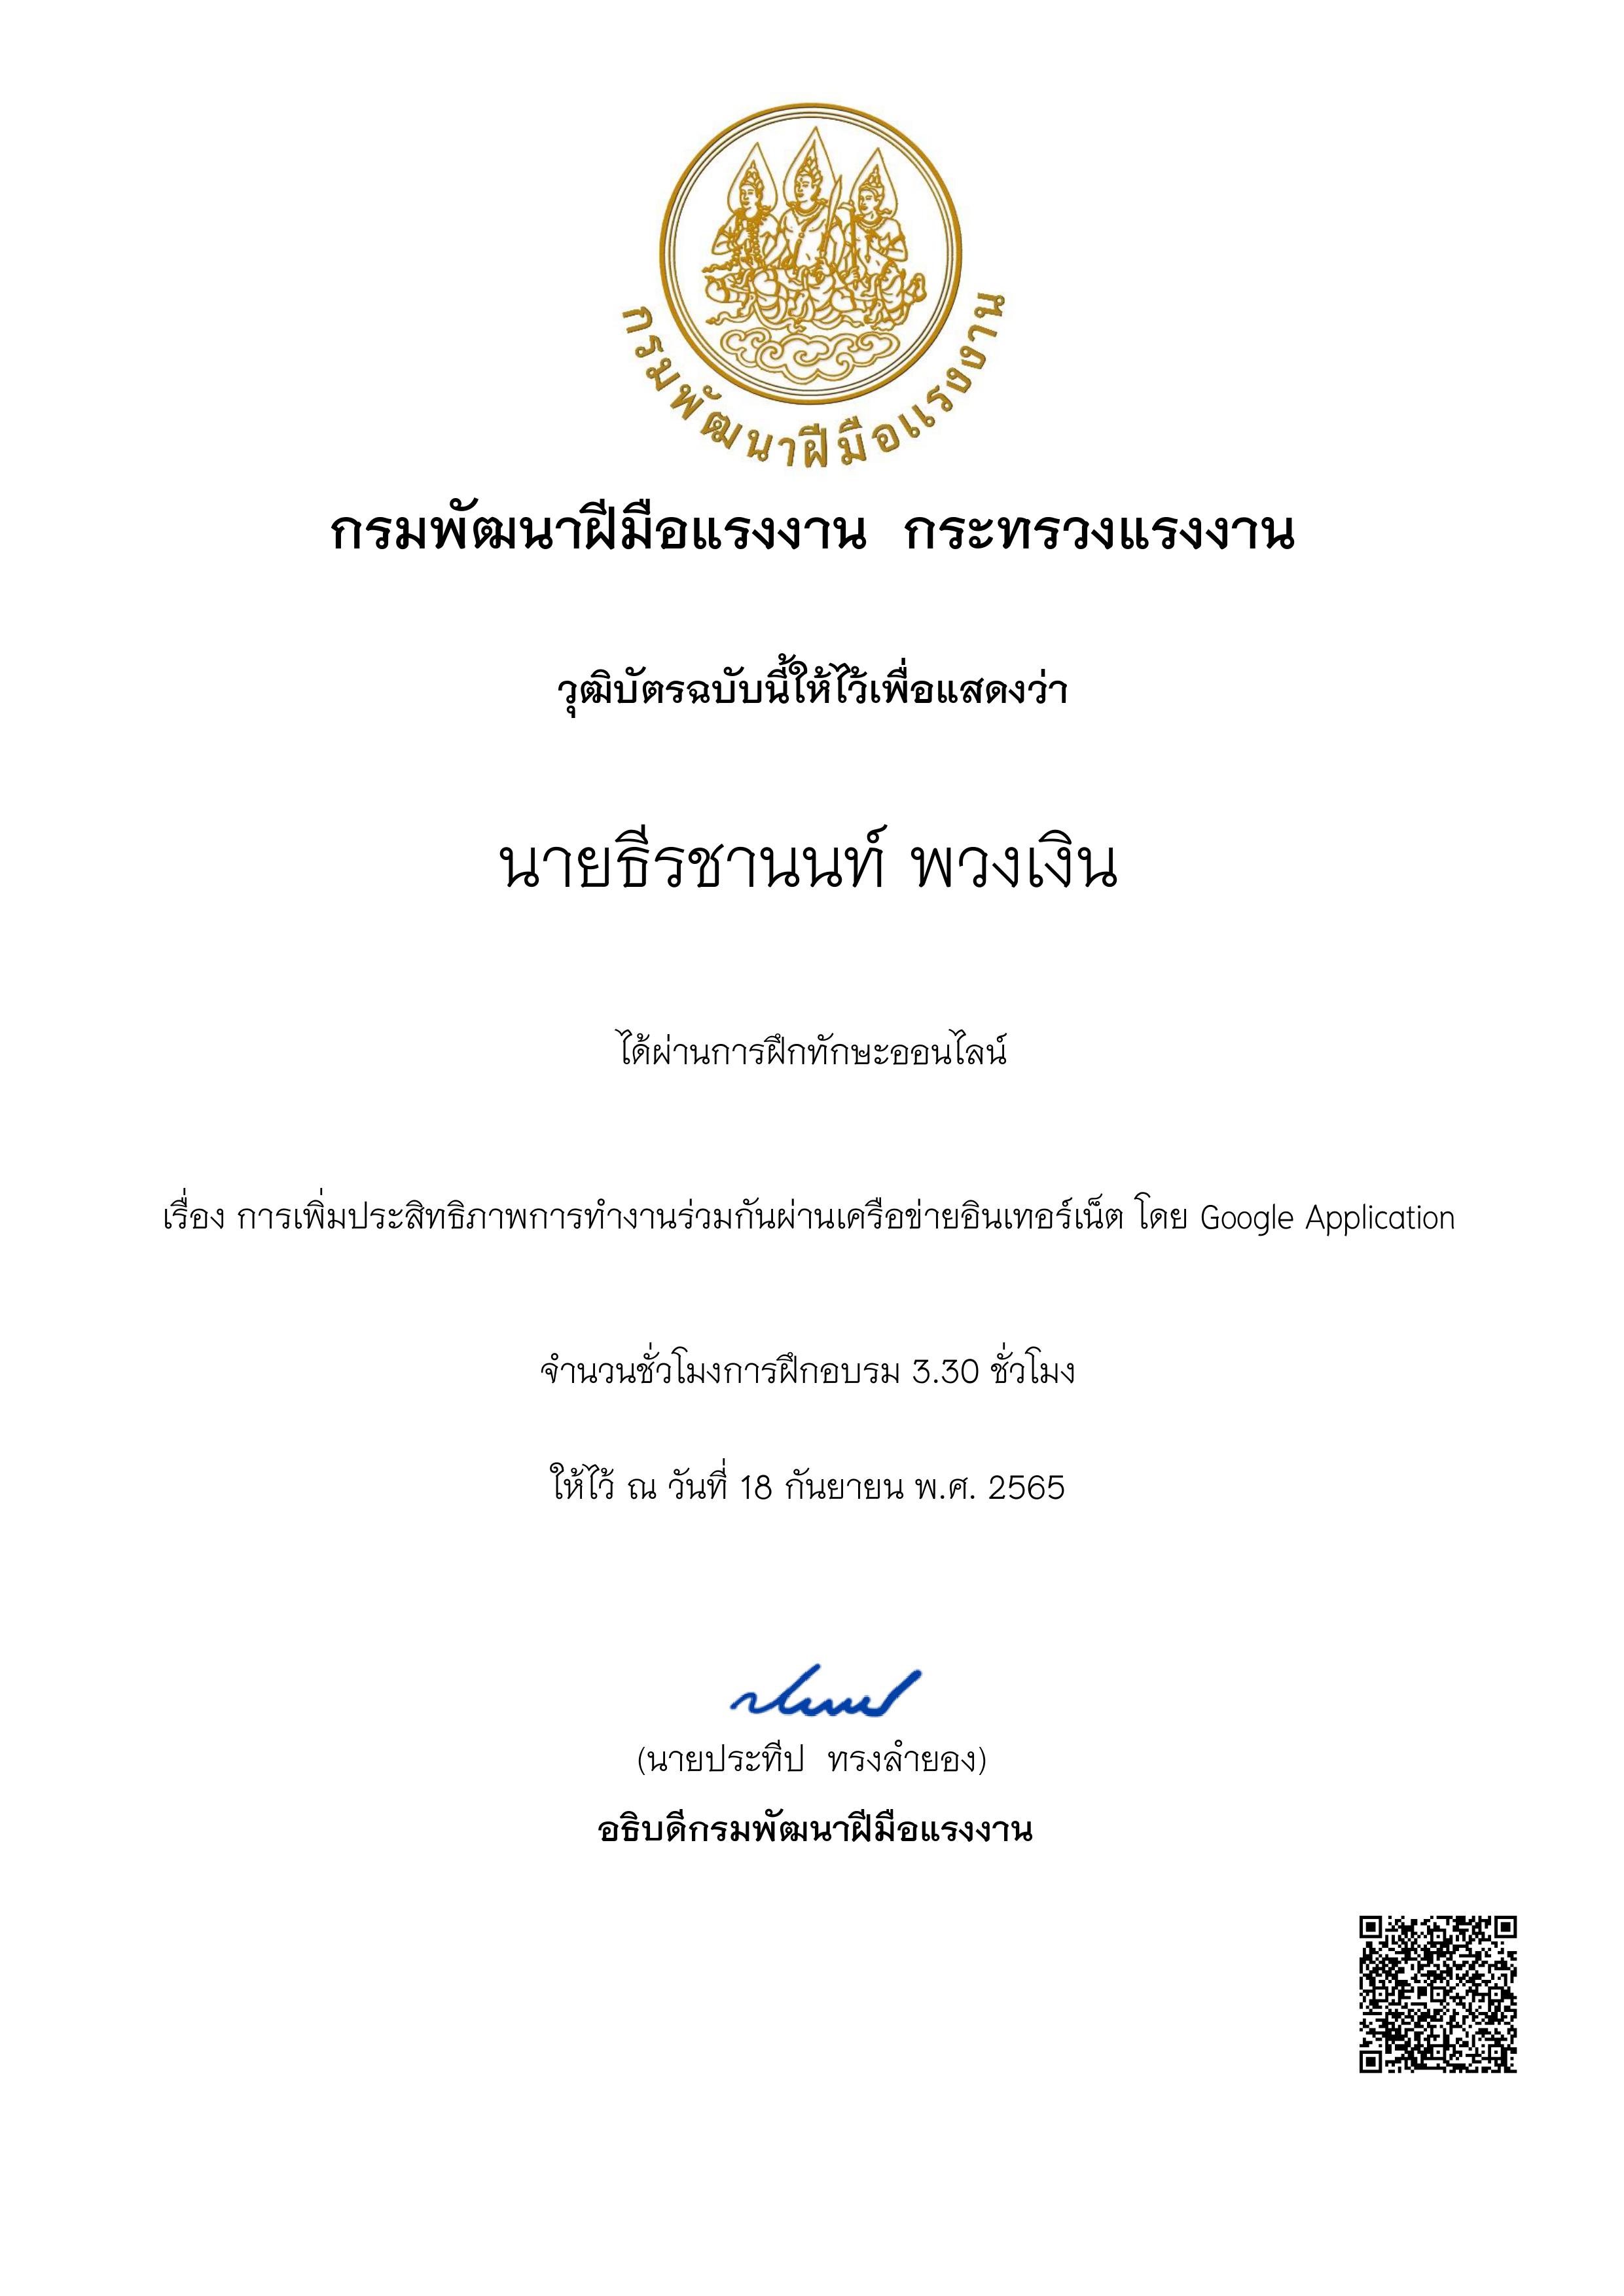 กรมพัฒนาฝีมือแรงงาน
กรมพัฒนาฝีมือแรงงาน กระทรวงแรงงาน
วุฒิบัตรฉบับนี้ให้ไว้เพื่อแสดงว่า
นายธีรชานนท์ พวงเงิน
ได้ผ่านการฝึกทักษะออนไลน์
เรื่อง การเพิ่มประสิทธิภาพการทำงานร่วมกันผ่านเครือข่ายอินเทอร์เน็ต โดย Google Application
จำนวนชั่วโมงการฝึกอบรม 3.30 ชั่วโมง
ให้ไว้ ณ วันที่ 18 กันยายน พ.ศ. 2565
(นายประทีป ทรงลำยอง)
อธิบดีกรมพัฒนาฝีมือแรงงาน